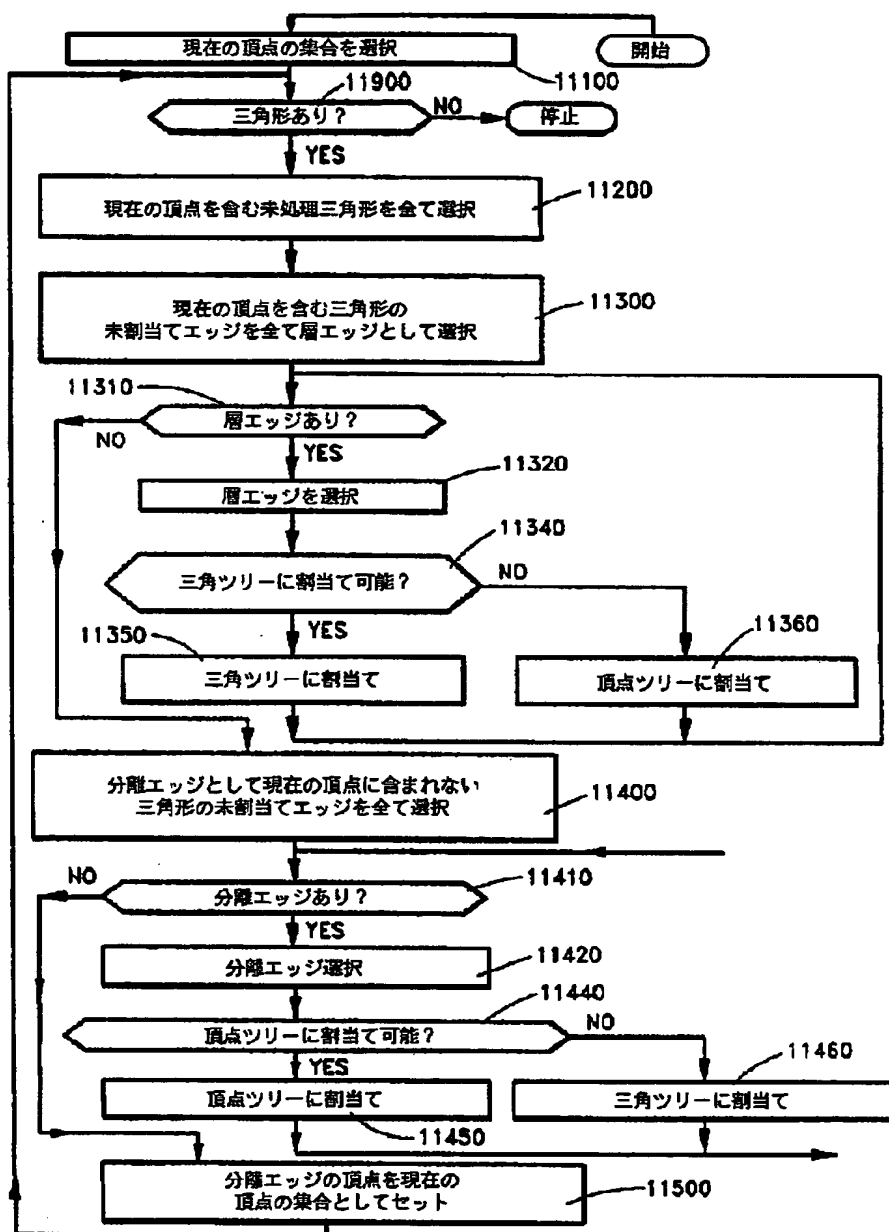 現在の頂点の集合を選択
開始
11100
11900
三角形あり？
NO
停止
YES
11200
現在の頂点を含む未処理三角形を全て選択
11300
現在の頂点を含む三角形の
未割当てエッジを全て層エッジとして選択
11310
層エッジあり？
NO
YES
11320
層エッジを選択
11340
三角ツリーに割当て可能？
NO
YES
11350
11360
三角ツリーに割当て
頂点ツリーに割当て
分離エッジとして現在の頂点に含まれない
三角形の未割当てエッジを全て選択
11400
NO
11410
分離エッジあり？
YES
11420
分離エッジ選択
11440
頂点ツリーに割当て可能？
NO
YES
11460
頂点ツリーに割当て
三角ツリーに割当て
11450
分離エッジの頂点を現在の
頂点の集合としてセット
11500